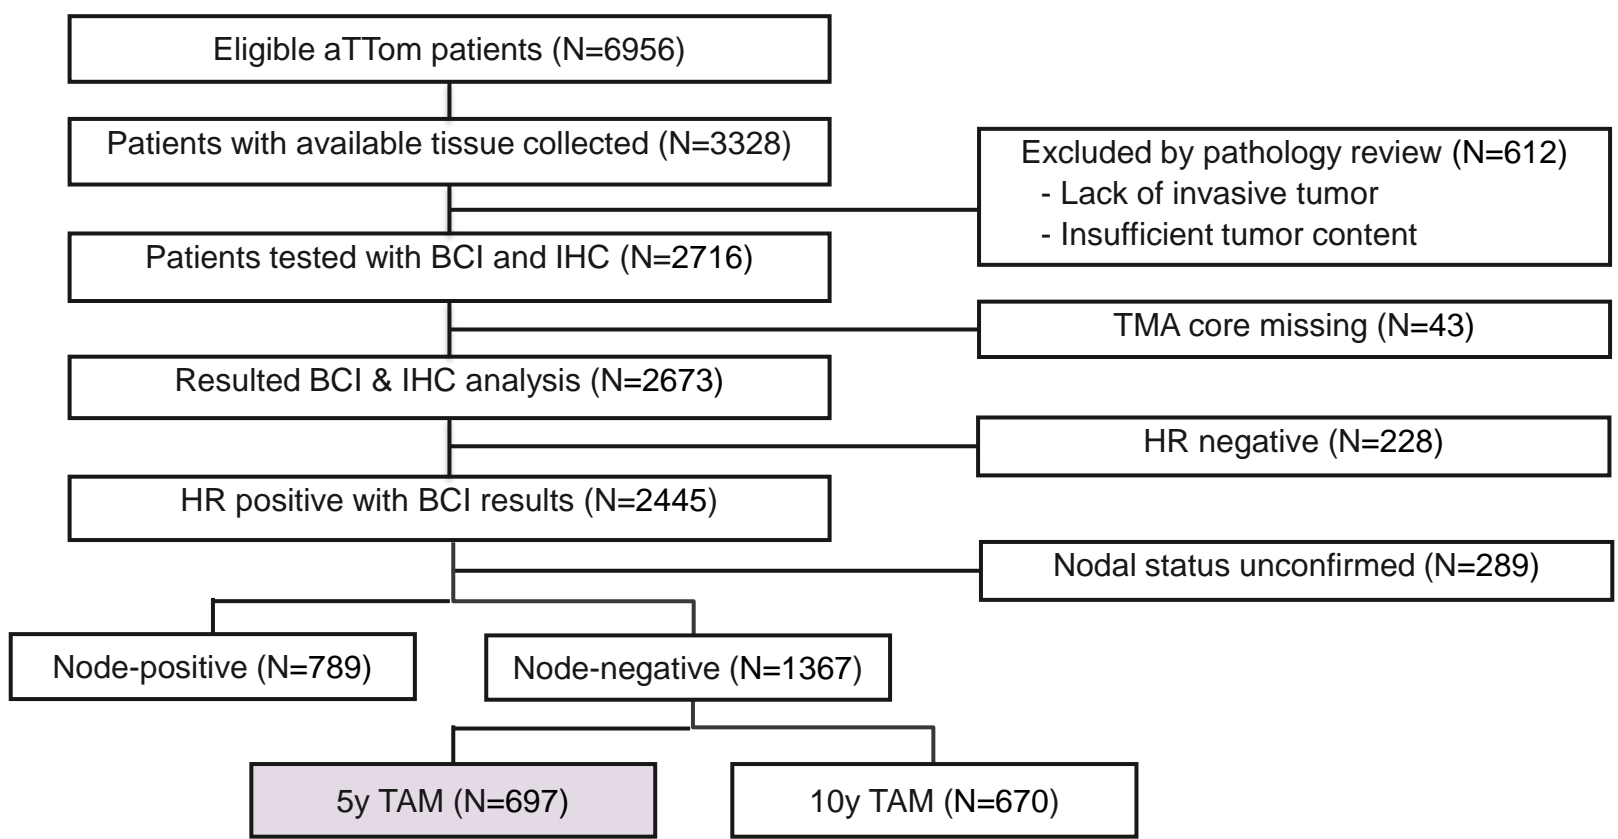 Eligible aTTom patients (N=6956)
Patients with available tissue collected (N=3328)
Excluded by pathology review (N=612)
- Lack of invasive tumor
- Insufficient tumor content
Patients tested with BCI and IHC (N=2716)
TMA core missing (N=43)
Resulted BCI & IHC analysis (N=2673)
HR negative (N=228)
HR positive with BCI results (N=2445)
Nodal status unconfirmed (N=289)
Node-positive (N=789)
Node-negative (N=1367)
5y TAM (N=697)
10y TAM (N=670)